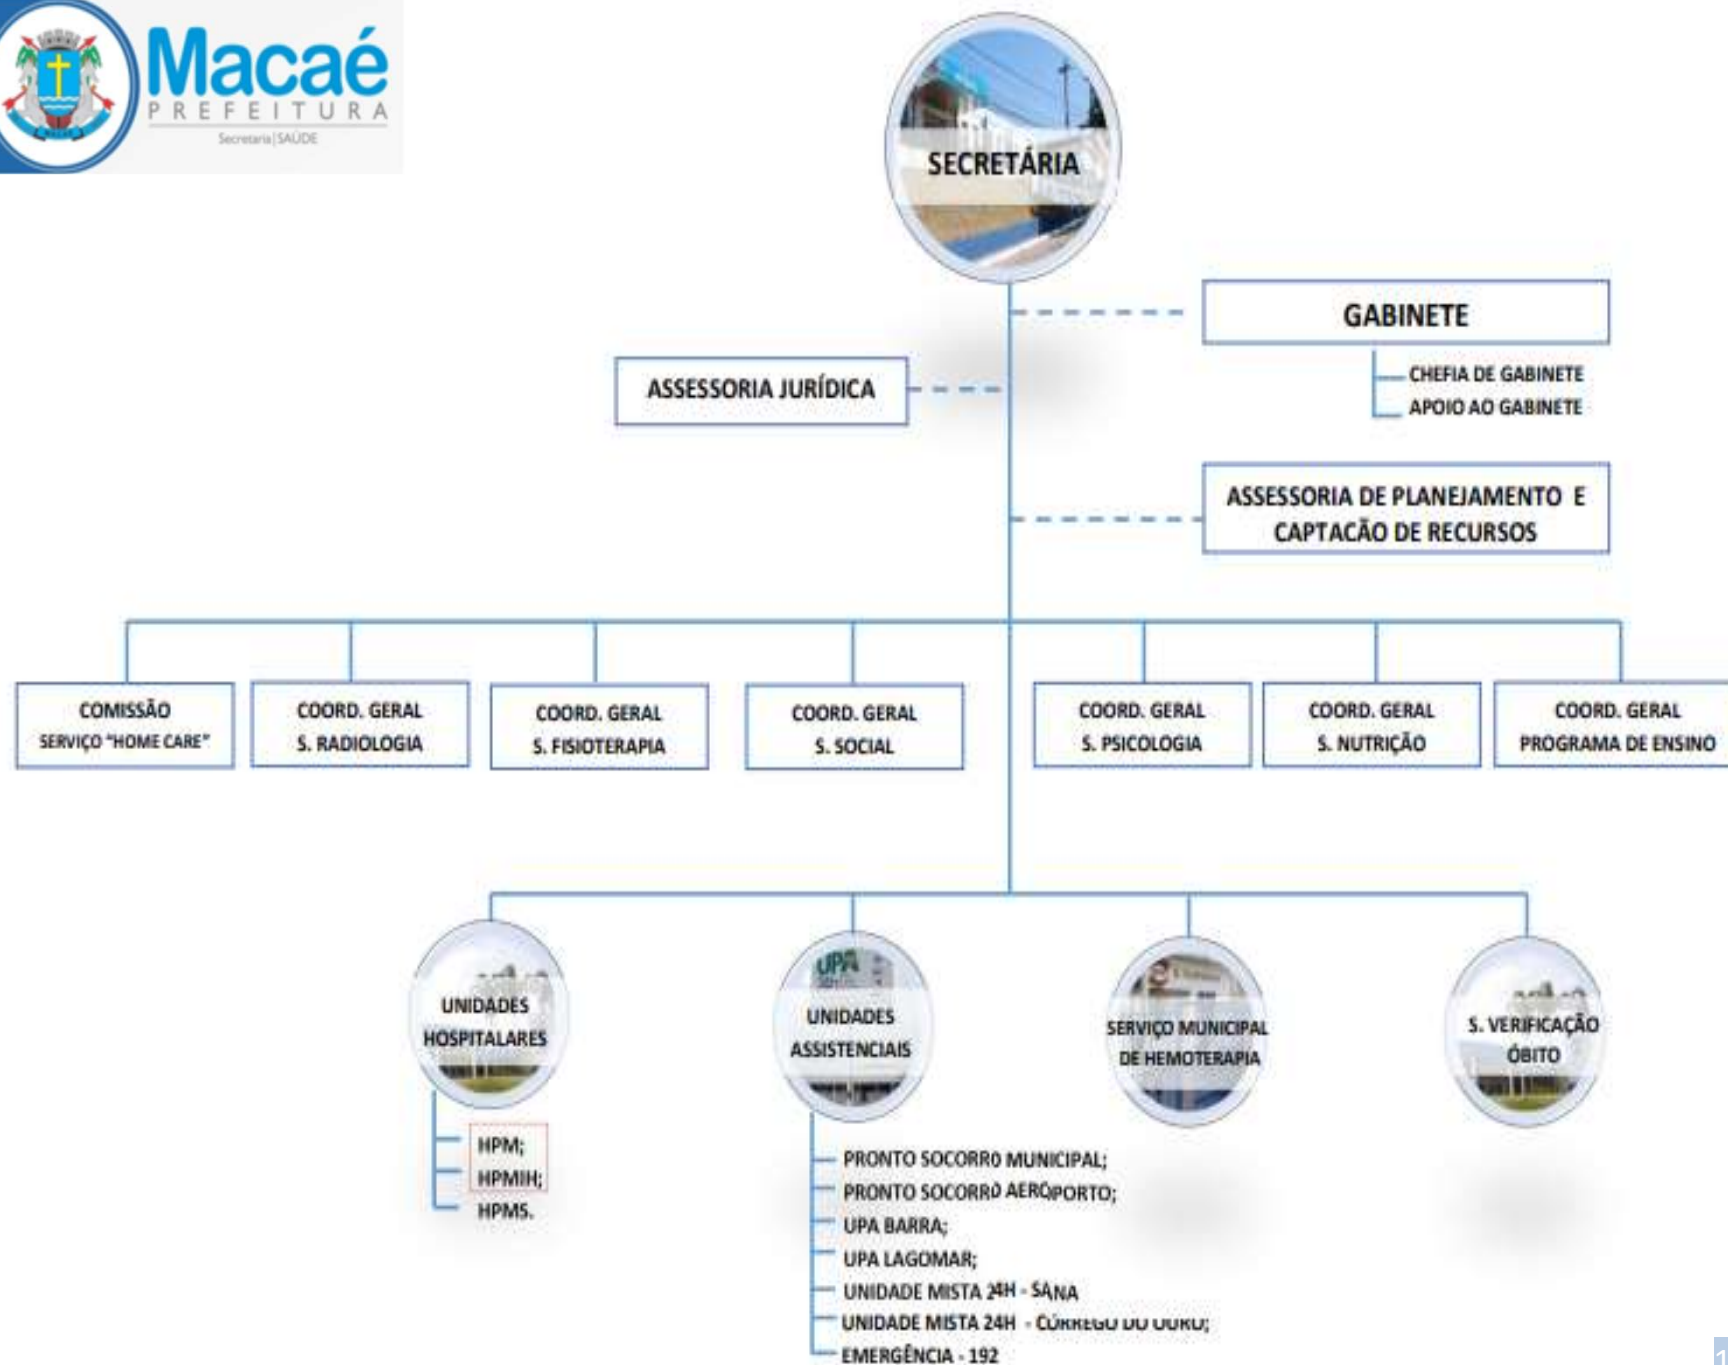 Macaé
PREFEITURA
Secretaria | SAÚDE
SECRETÁRIA
GABINETE
CHEFIA DE GABINETE
APOIO AO GABINETE
ASSESSORIA JURÍDICA
ASSESSORIA DE PLANEJAMENTO E
CAPTACÃO DE RECURSOS
COMISSÃO
SERVIÇO "HOME CARE"
COORD. GERAL
S. RADIOLOGIA
COORD. GERAL
S. FISIOTERAPIA
COORD. GERAL
S. SOCIAL
COORD. GERAL
S. PSICOLOGIA
COORD. GERAL
S. NUTRIÇÃO
COORD. GERAL
PROGRAMA DE ENSINO
UNIDADES
HOSPITALARES
HPM;
HPMIH;
HPMS.
UPA
UNIDADES
ASSISTENCIAIS
PRONTO SOCORRO MUNICIPAL;
PRONTO SOCORRO AEROPORTO;
UPA BARRA;
UPA LAGOMAR;
UNIDADE MISTA 24H - SANA
UNIDADE MISTA 24H - CÓRREGO DO OURO;
EMERGÊNCIA - 192
SERVIÇO MUNICIPAL
DE HEMOTERAPIA
S. VERIFICAÇÃO
ÓBITO